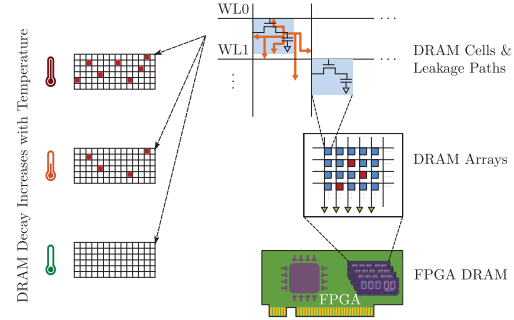 DRAM Decay Increases with Temperature
WL0
WL1
DRAM Cells &
Leakage Paths
DRAM Arrays
FPGA DRAM
FPGA